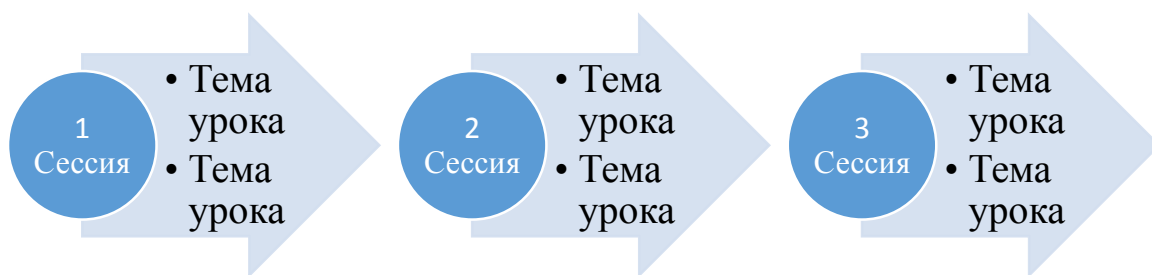 1
Сессия
• Тема
урока
• Тема
урока
2
Сессия
• Тема
урока
• Тема
урока
3
Сессия
• Тема
урока
• Тема
урока